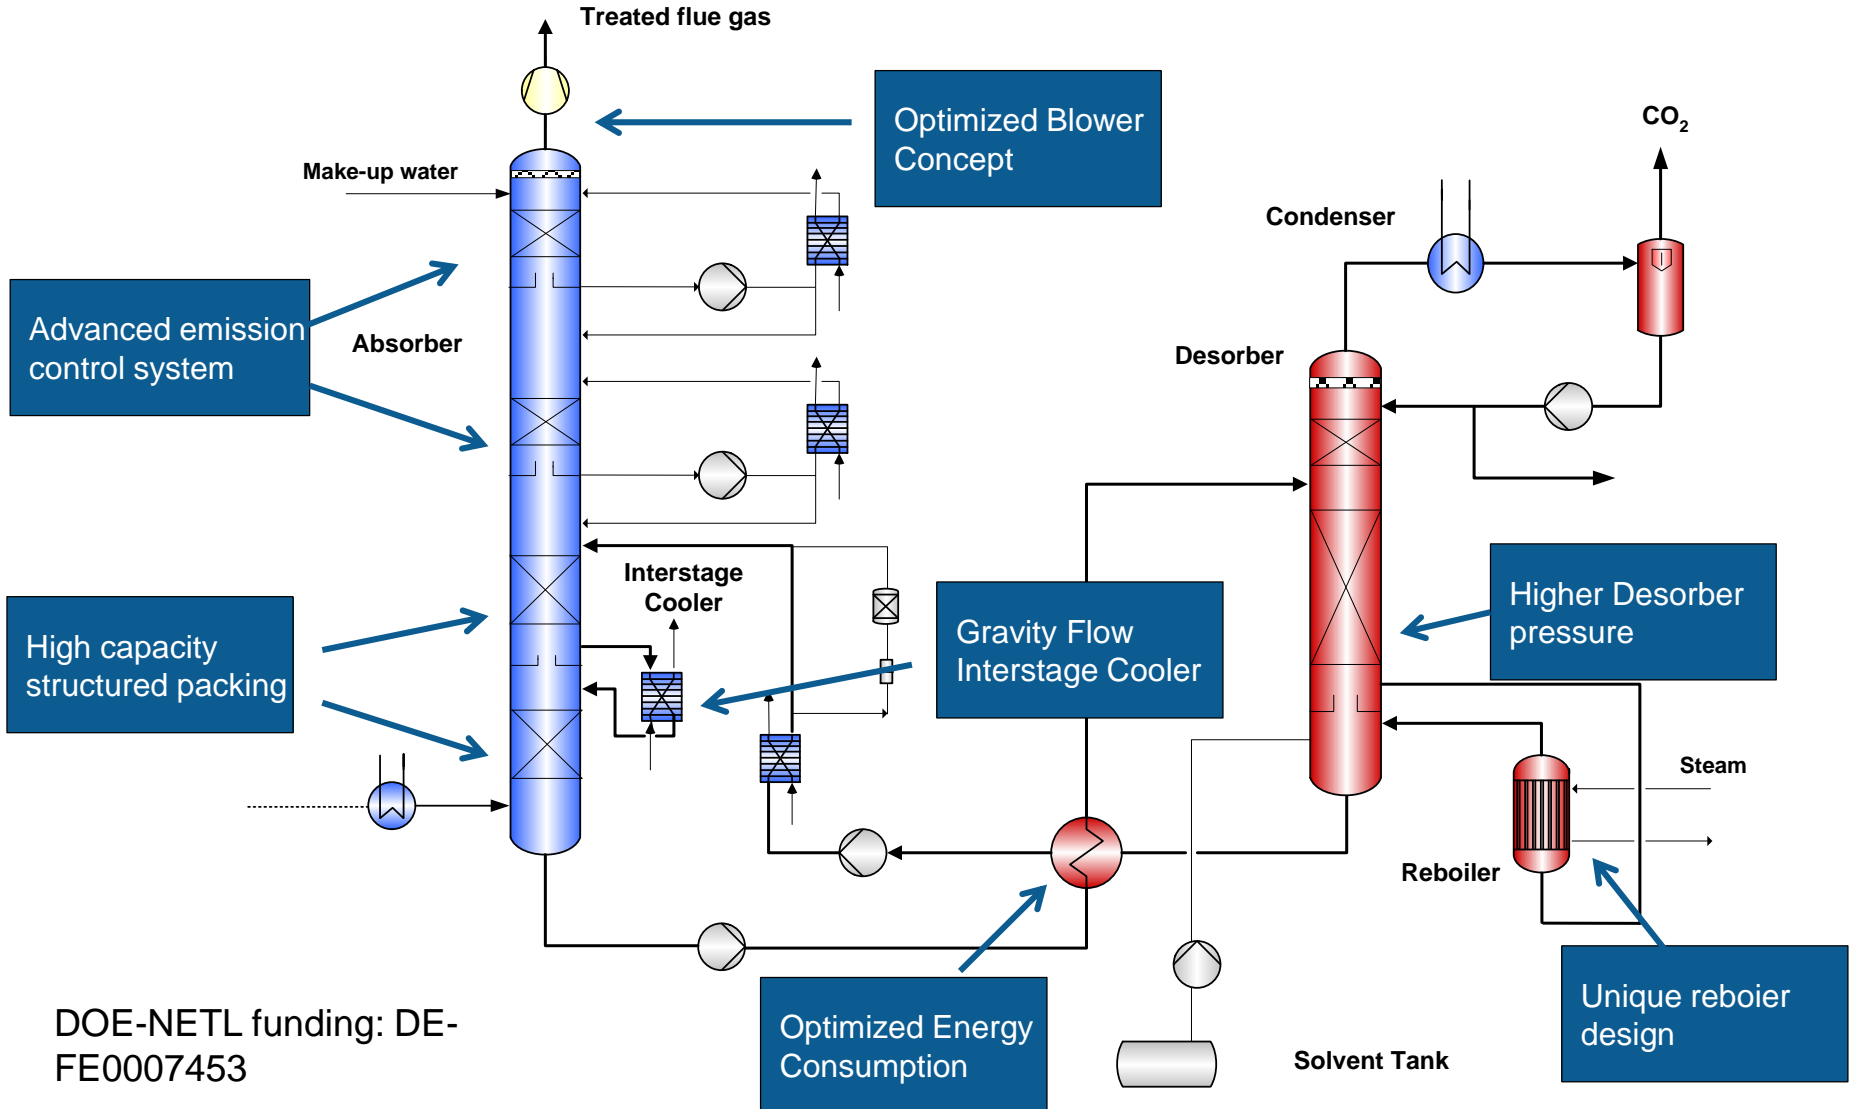 Treated flue gas
Optimized Blower
Concept
CO2
Make-up water
Condenser
Advanced emission
control system
Absorber
Desorber
Interstage
Cooler
High capacity
structured packing
Gravity Flow
Interstage Cooler
Higher Desorber
pressure
Steam
Reboiler
Unique reboier
design
Optimized Energy
Consumption
Solvent Tank
DOE-NETL funding: DE-
FE0007453